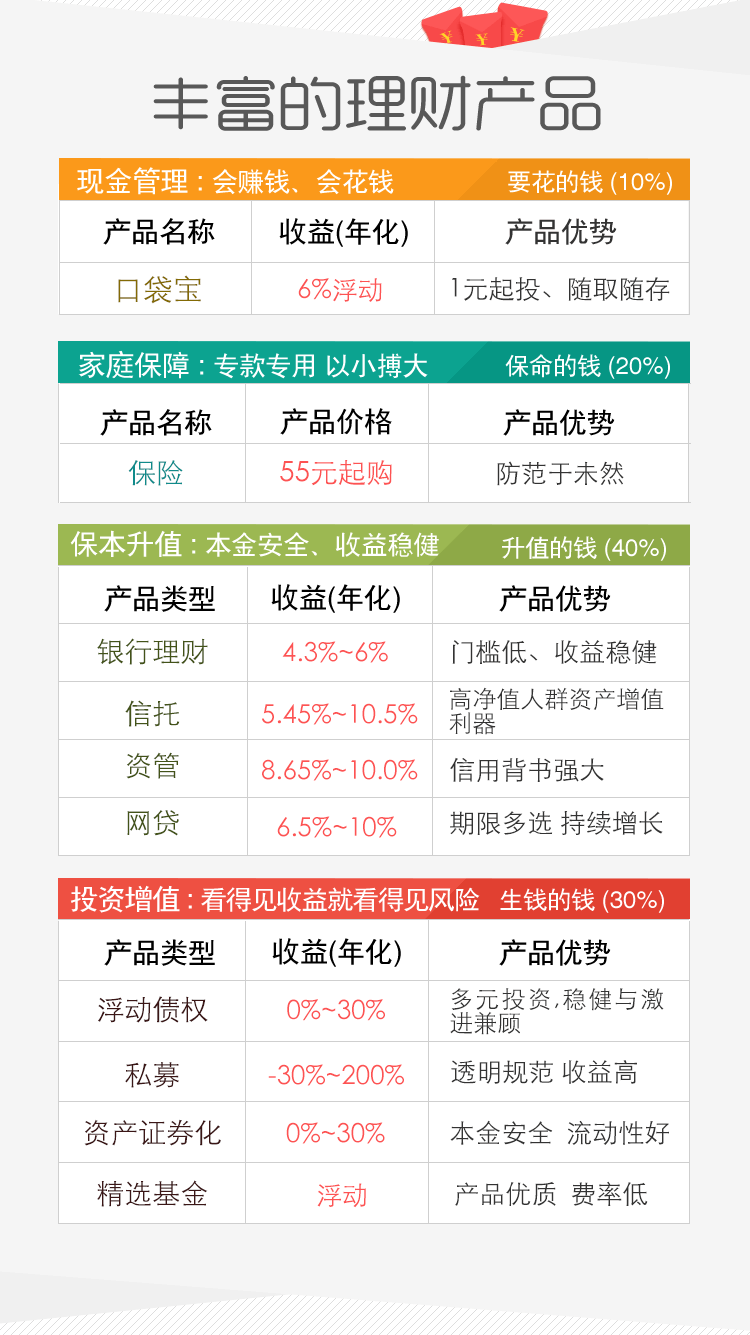 ¥ ¥ ¥
丰富的理财产品
现金管理：会赚钱、会花钱 要花的钱 (10%)
产品名称 收益(年化) 产品优势
口袋宝 6%浮动 1元起投、随取随存
家庭保障：专款专用 以小搏大 保命的钱 (20%)
产品名称 产品价格 产品优势
保险 55元起购 防范于未然
保本升值：本金安全、收益稳健 升值的钱 (40%)
产品类型 收益(年化) 产品优势
银行理财 4.3%~6% 门槛低、收益稳健
信托 5.45%~10.5% 高净值人群资产增值
利器
资管 8.65%~10.0% 信用背书强大
网贷 6.5%~10% 期限多选 持续增长
投资增值：看得见收益就看得见风险 生钱的钱 (30%)
产品类型 收益(年化) 产品优势
浮动债权 0%~30% 多元投资,稳健与激
进兼顾
私募 -30%~200% 透明规范 收益高
资产证券化 0%~30% 本金安全 流动性好
精选基金 浮动 产品优质 费率低